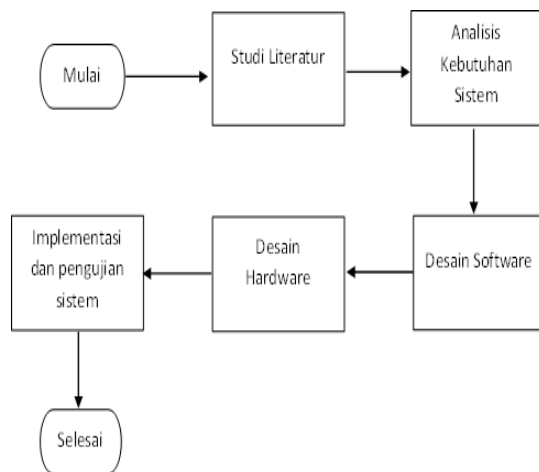 Mulai
Studi Literatur
Analisis
Kebutuhan
Sistem
Desain Software
Desain
Hardware
Implementasi
dan pengujian
sistem
Selesai